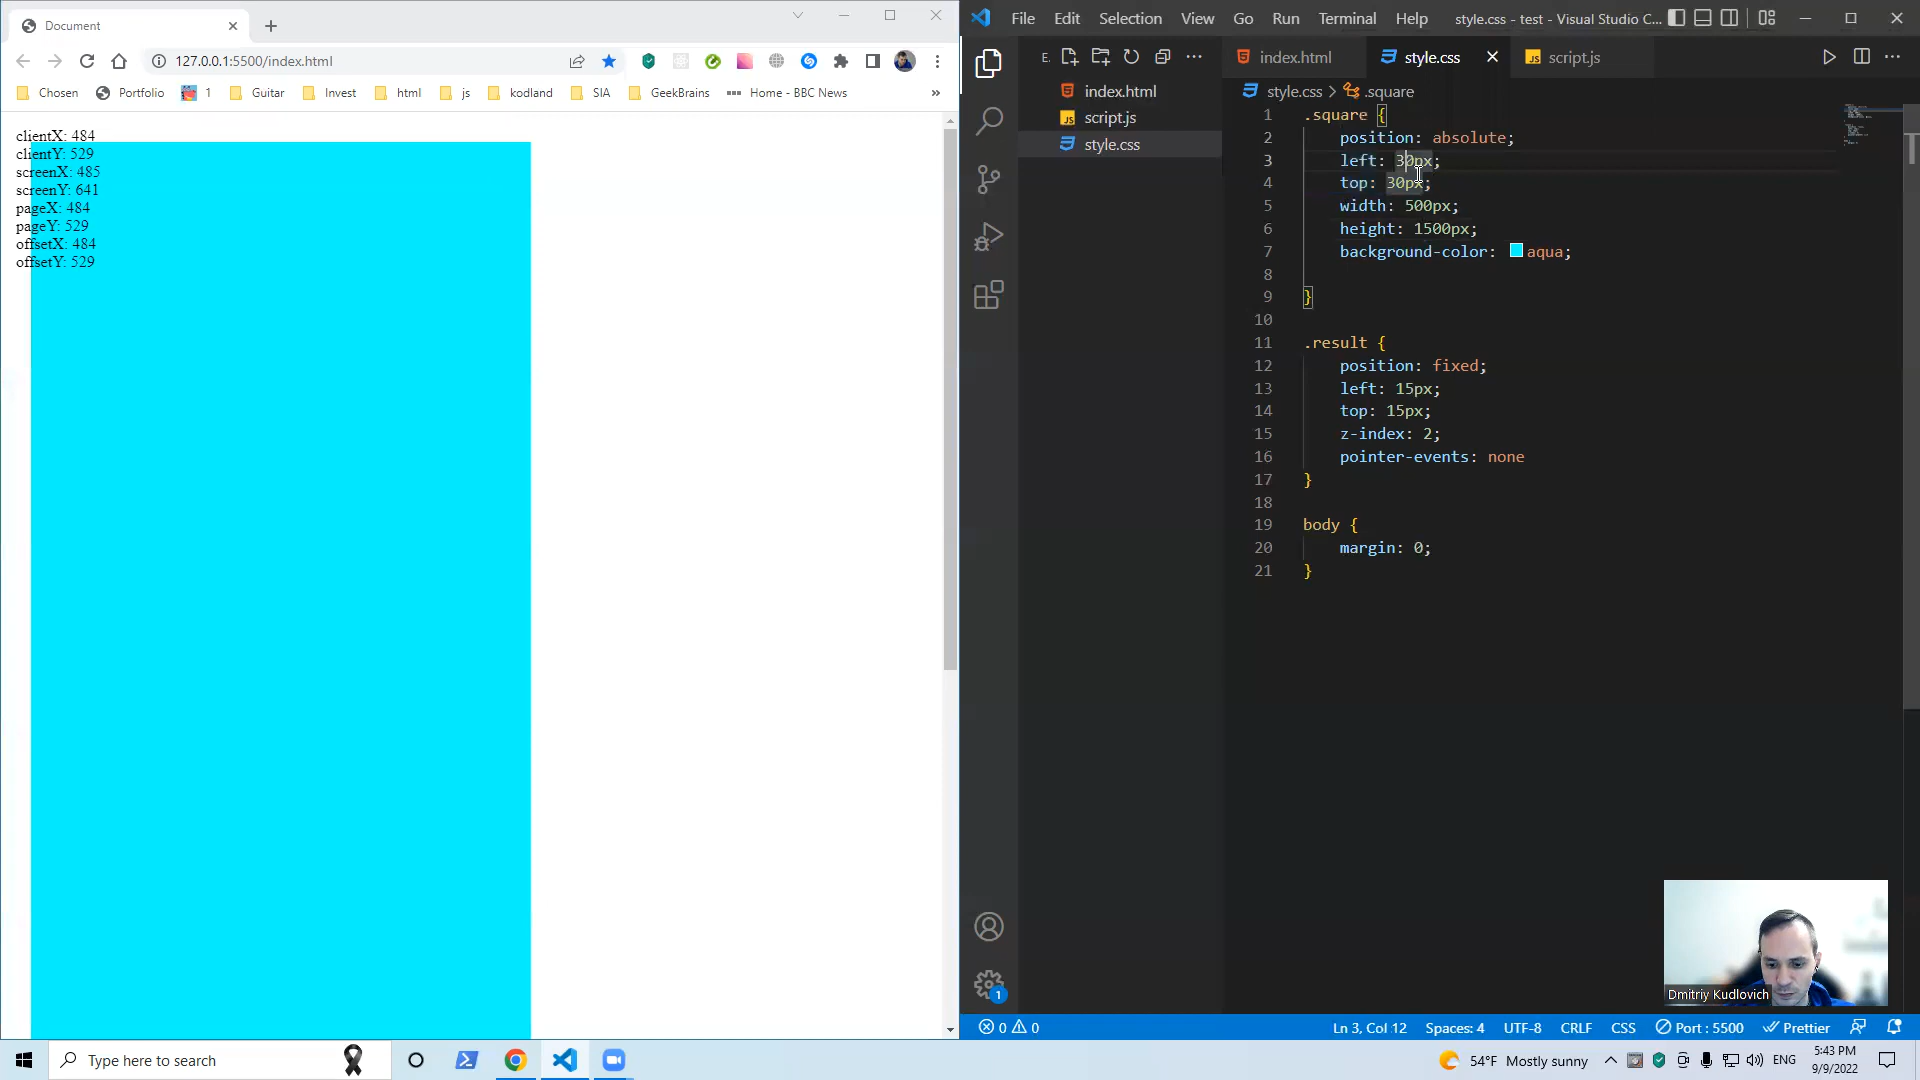 Document
127.0.0.1:5500/index.html
Chosen
Portfolio
1
Guitar
Invest
html
js
kodland
SIA
GeekBrains
Home - BBC News
»
clientX: 484
clientY: 529
screenX: 485
screenY: 641
pageX: 484
pageY: 529
offsetX: 484
offsetY: 529
File Edit Selection View Go Run Terminal Help
style.css - test - Visual Studio C...
E.
index.html
script.js
style.css
index.html
style.css
script.js
style.css > .square
1 .square {
2 position: absolute;
3 left: 30px;
4 top: 30px;
5 width: 500px;
6 height: 1500px;
7 background-color: aqua;
8
9 }
10
11 .result {
12 position: fixed;
13 left: 15px;
14 top: 15px;
15 z-index: 2;
16 pointer-events: none
17 }
18
19 body {
20 margin: 0;
21 }
Dmitriy Kudlovich
1
0 0
Ln 3, Col 12
Spaces: 4
UTF-8
CRLF
CSS
Port : 5500
Prettier
Type here to search
54°F Mostly sunny
ENG
5:43 PM
9/9/2022